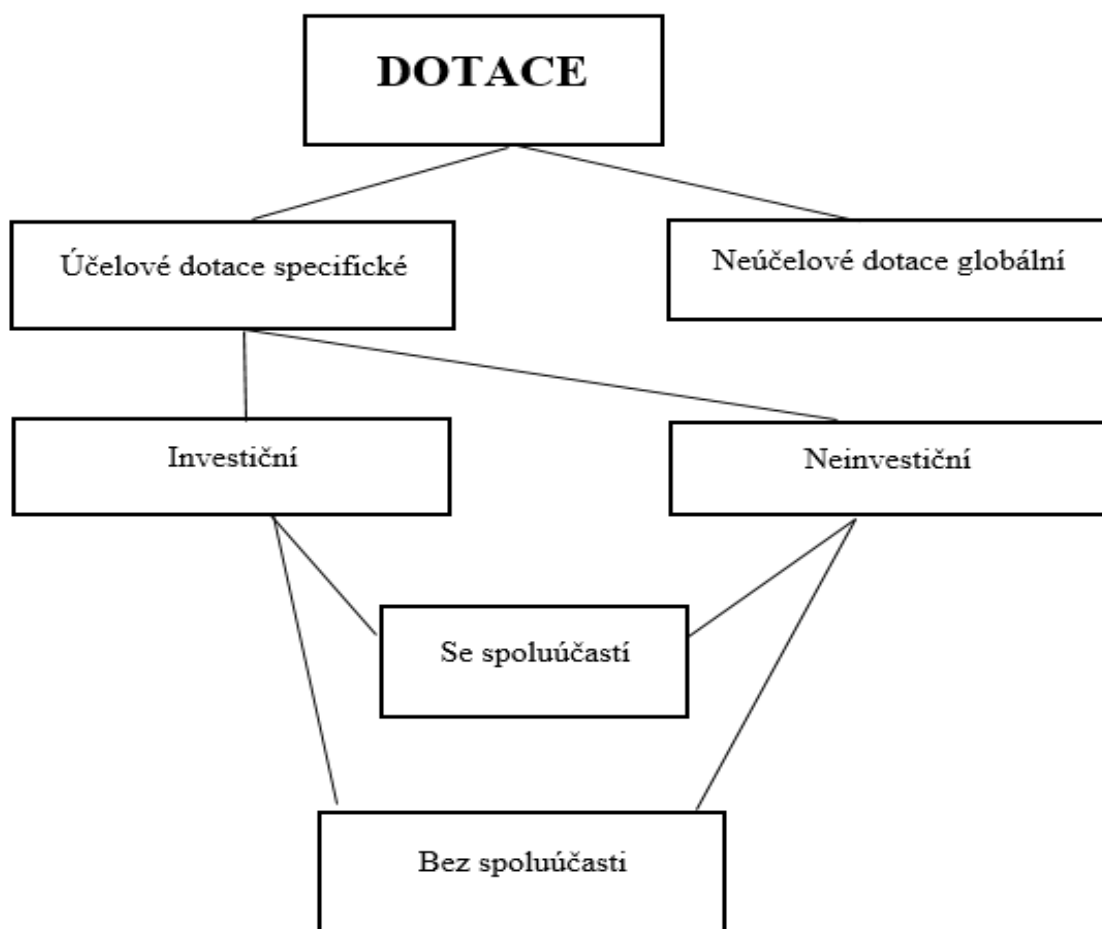 DOTACE
Účelové dotace specifické
Neúčelové dotace globální
Investiční
Neinvestiční
Se spoluúčastí
Bez spoluúčasti